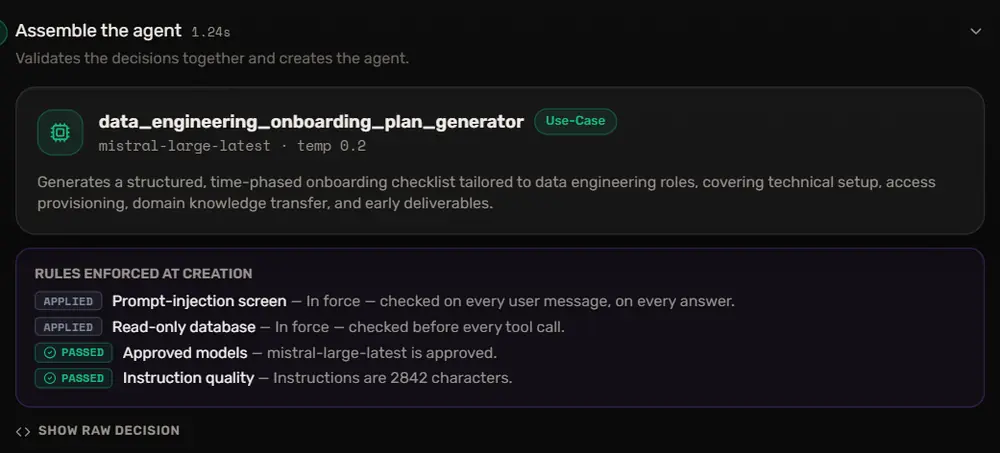 Assemble the agent 1.24s
Validates the decisions together and creates the agent.
data_engineering_onboarding_plan_generator Use-Case
mistral-large-latest · temp 0.2
Generates a structured, time-phased onboarding checklist tailored to data engineering roles, covering technical setup, access
provisioning, domain knowledge transfer, and early deliverables.
RULES ENFORCED AT CREATION
APPLIED Prompt-injection screen — In force — checked on every user message, on every answer.
APPLIED Read-only database — In force — checked before every tool call.
PASSED Approved models — mistral-large-latest is approved.
PASSED Instruction quality — Instructions are 2842 characters.
<> SHOW RAW DECISION